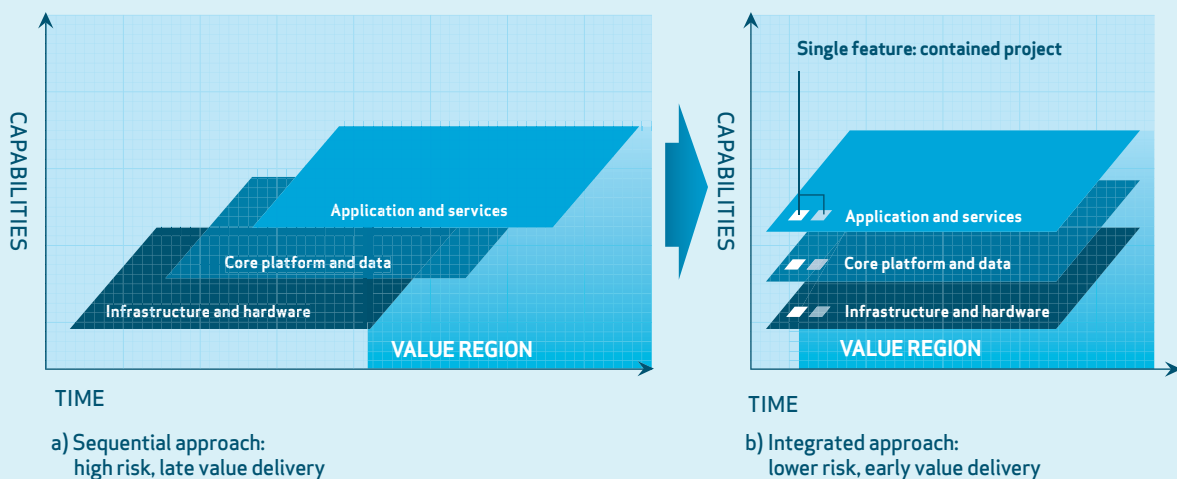 CAPABILITIES
Application and services
Core platform and data
Infrastructure and hardware
VALUE REGION
TIME
a) Sequential approach:
high risk, late value delivery
Single feature: contained project
CAPABILITIES
Application and services
Core platform and data
Infrastructure and hardware
VALUE REGION
TIME
b) Integrated approach:
lower risk, early value delivery